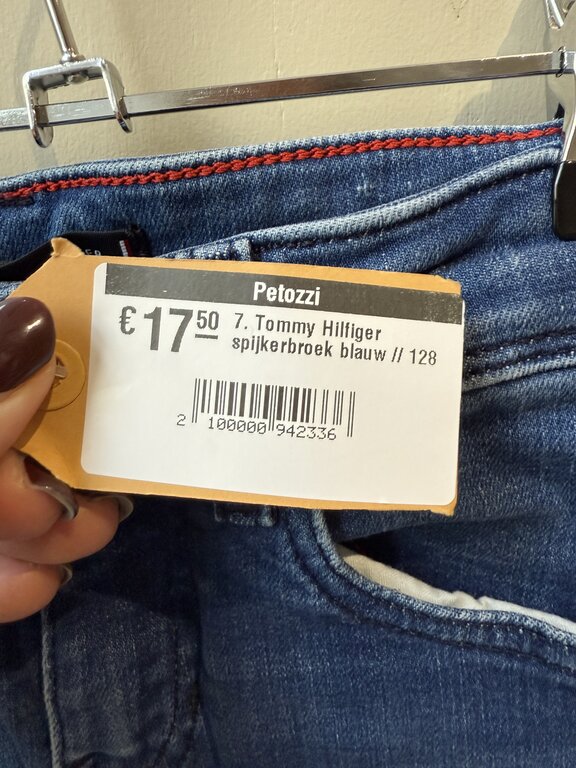 Petozzi
€ 17 50
7. Tommy Hilfiger
spijkerbroek blauw // 128
2 100000 942336